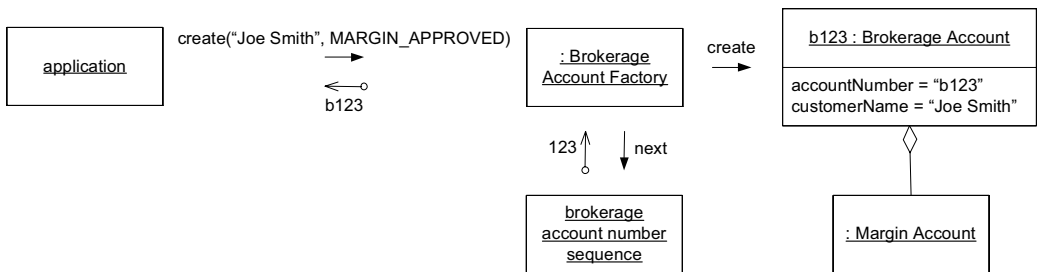 create(“Joe Smith”, MARGIN_APPROVED)
application
b123
: Brokerage
Account Factory
create
b123 : Brokerage Account
accountNumber = “b123”
customerName = “Joe Smith”
123
next
brokerage
account number
sequence
: Margin Account